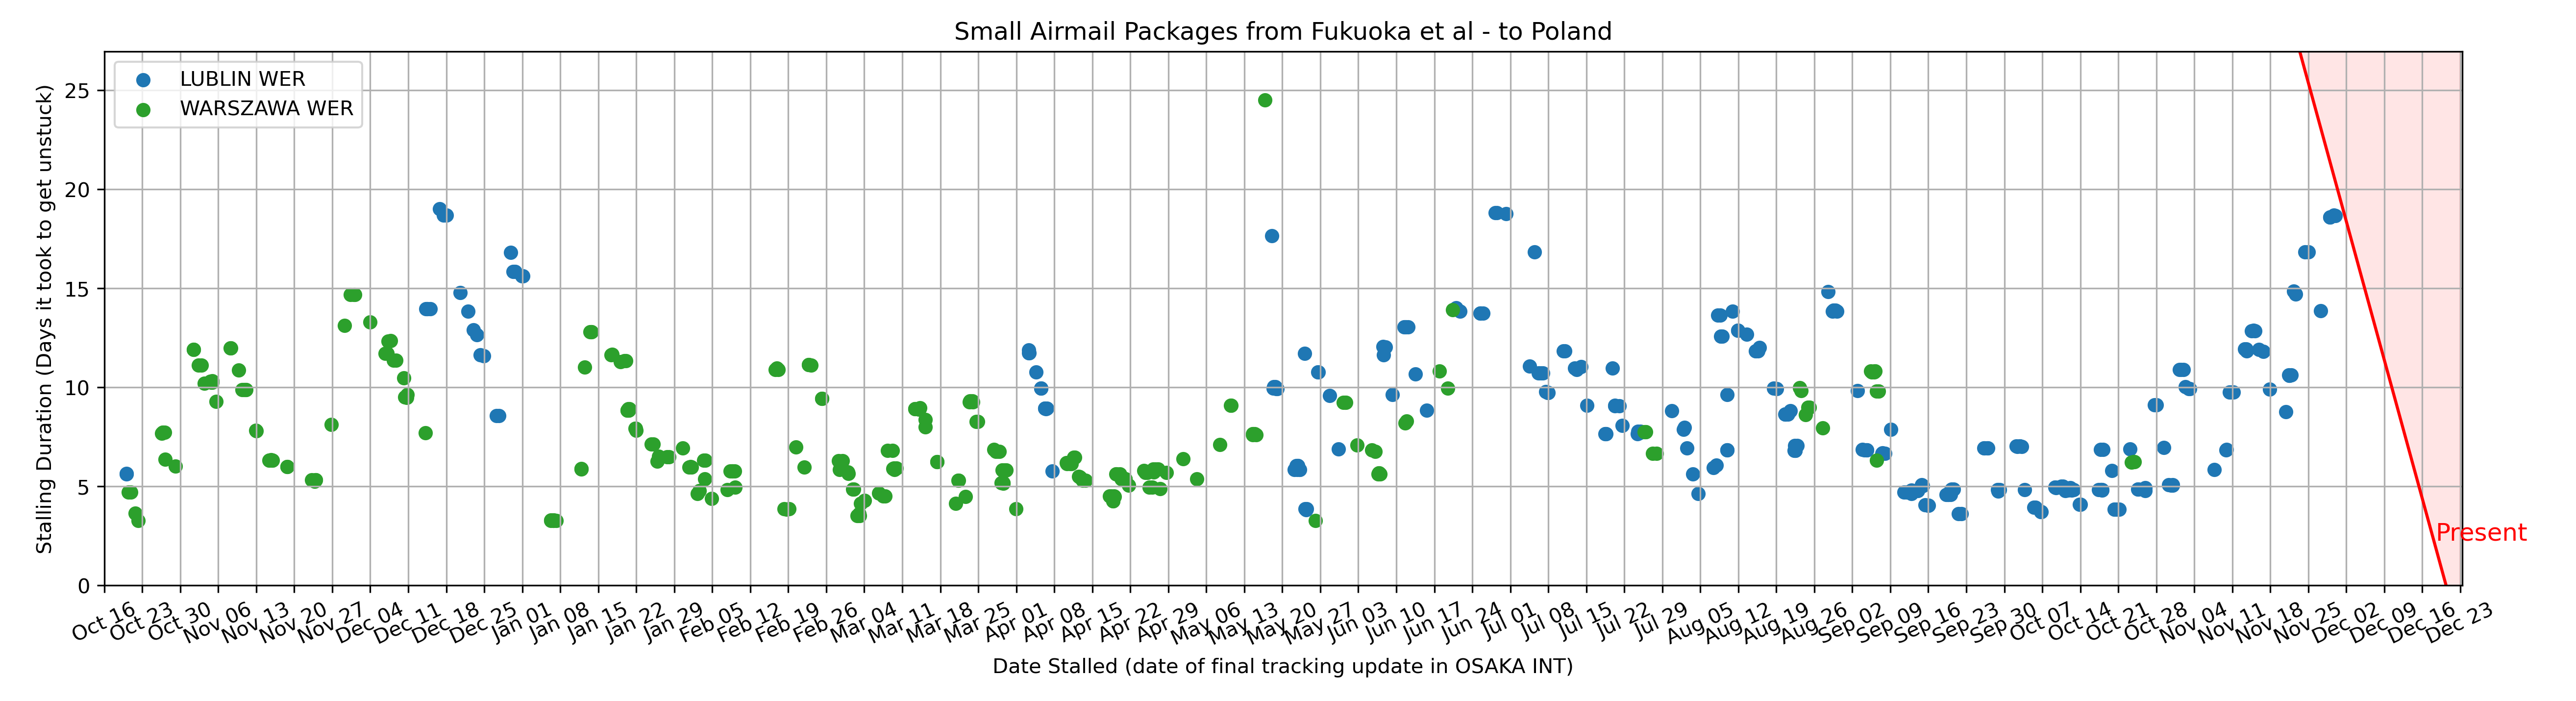 Small Airmail Packages from Fukuoka et al - to Poland
LUBLIN WER
WARSZAWA WER
Stalling Duration (Days it took to get unstuck)
25
20
15
10
5
0
Present
Oct 16
Oct 23
Oct 30
Nov 06
Nov 13
Nov 20
Nov 27
Dec 04
Dec 11
Dec 18
Dec 25
Jan 01
Jan 08
Jan 15
Jan 22
Jan 29
Feb 05
Feb 12
Feb 19
Feb 26
Mar 04
Mar 11
Mar 18
Mar 25
Apr 01
Apr 08
Apr 15
Apr 22
Apr 29
May 06
May 13
May 20
May 27
Jun 03
Jun 10
Jun 17
Jun 24
Jul 01
Jul 08
Jul 15
Jul 22
Jul 29
Aug 05
Aug 12
Aug 19
Aug 26
Sep 02
Sep 09
Sep 16
Sep 23
Sep 30
Oct 07
Oct 14
Oct 21
Oct 28
Nov 04
Nov 11
Nov 18
Nov 25
Dec 02
Dec 09
Dec 16
Dec 23
Date Stalled (date of final tracking update in OSAKA INT)